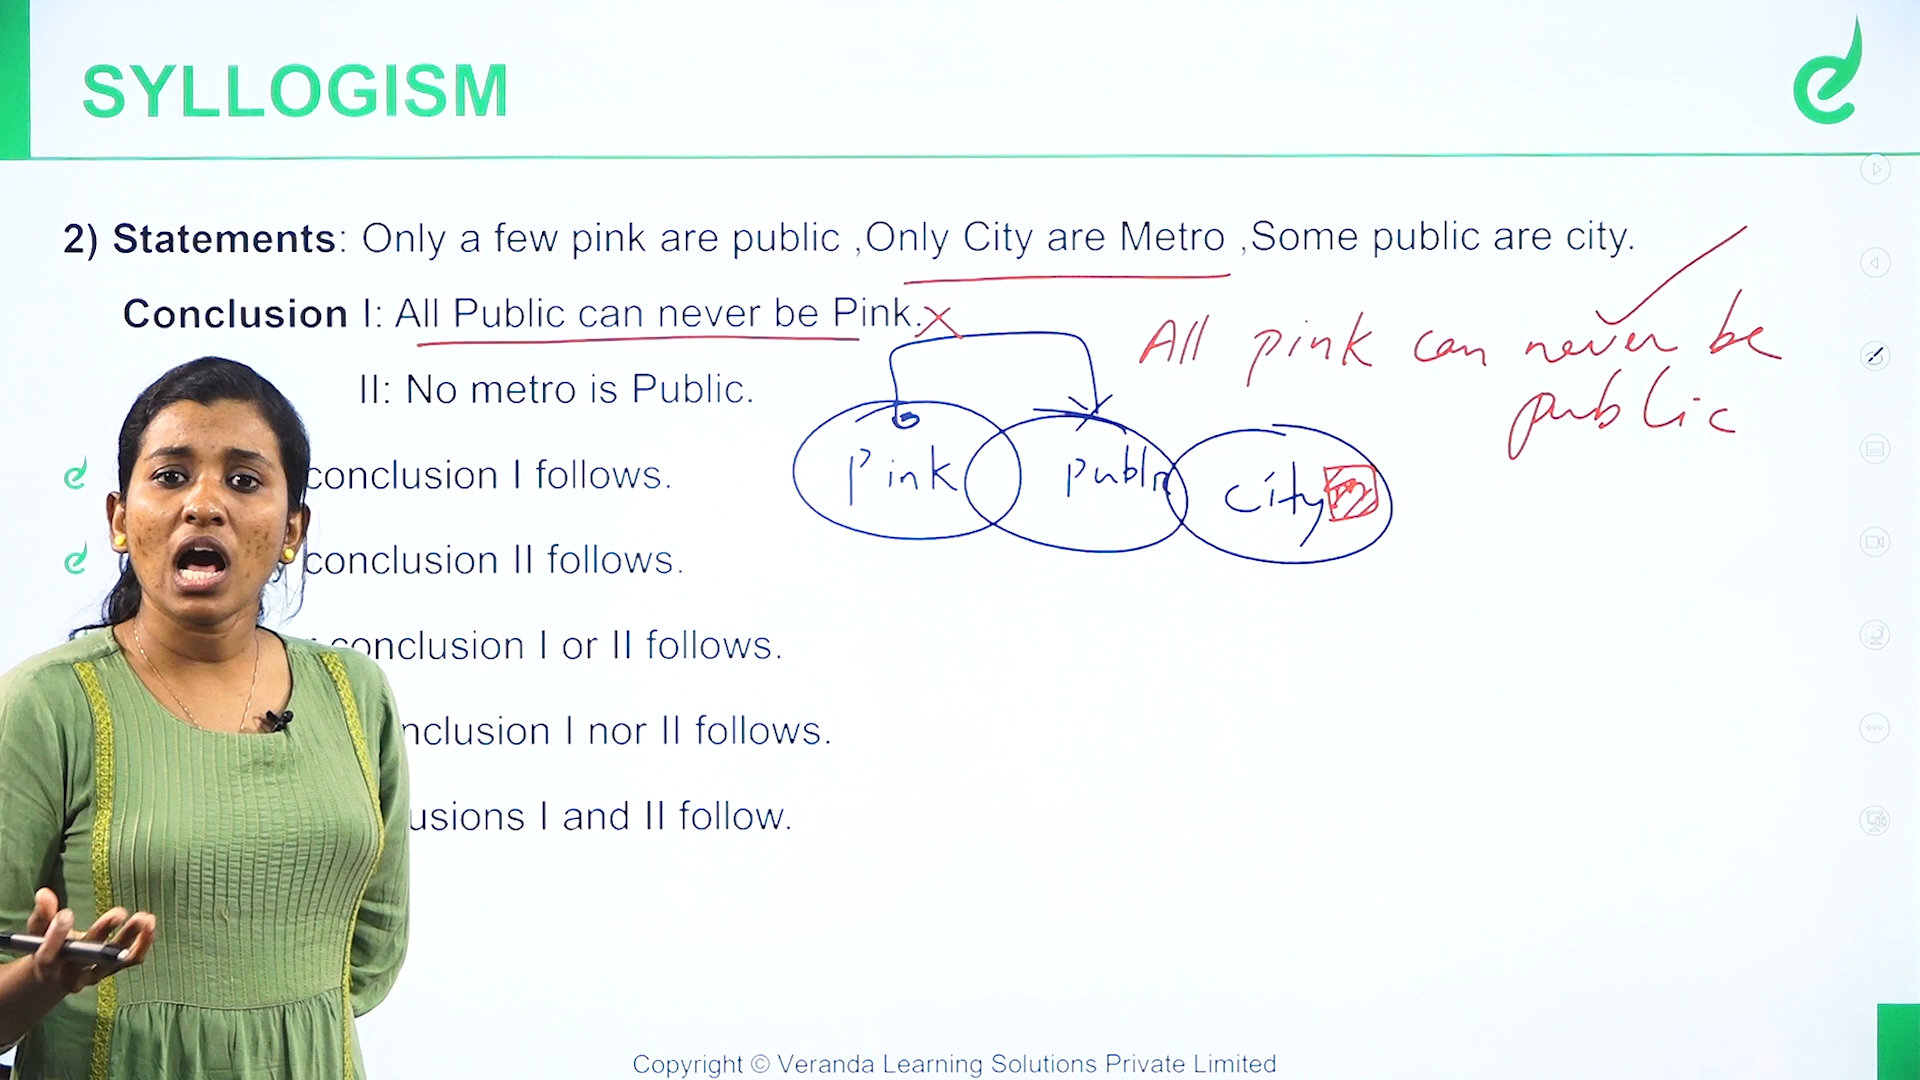 SYLLOGISM
2) Statements: Only a few pink are public ,Only City are Metro ,Some public are city.
Conclusion I: All Public can never be Pink.
All pink can never be
public
II: No metro is Public.
pink
city
conclusion I follows.
conclusion II follows.
conclusion I or II follows.
I nor II follows.
I and II follow.
Copyright © Veranda Learning Solutions Private Limited